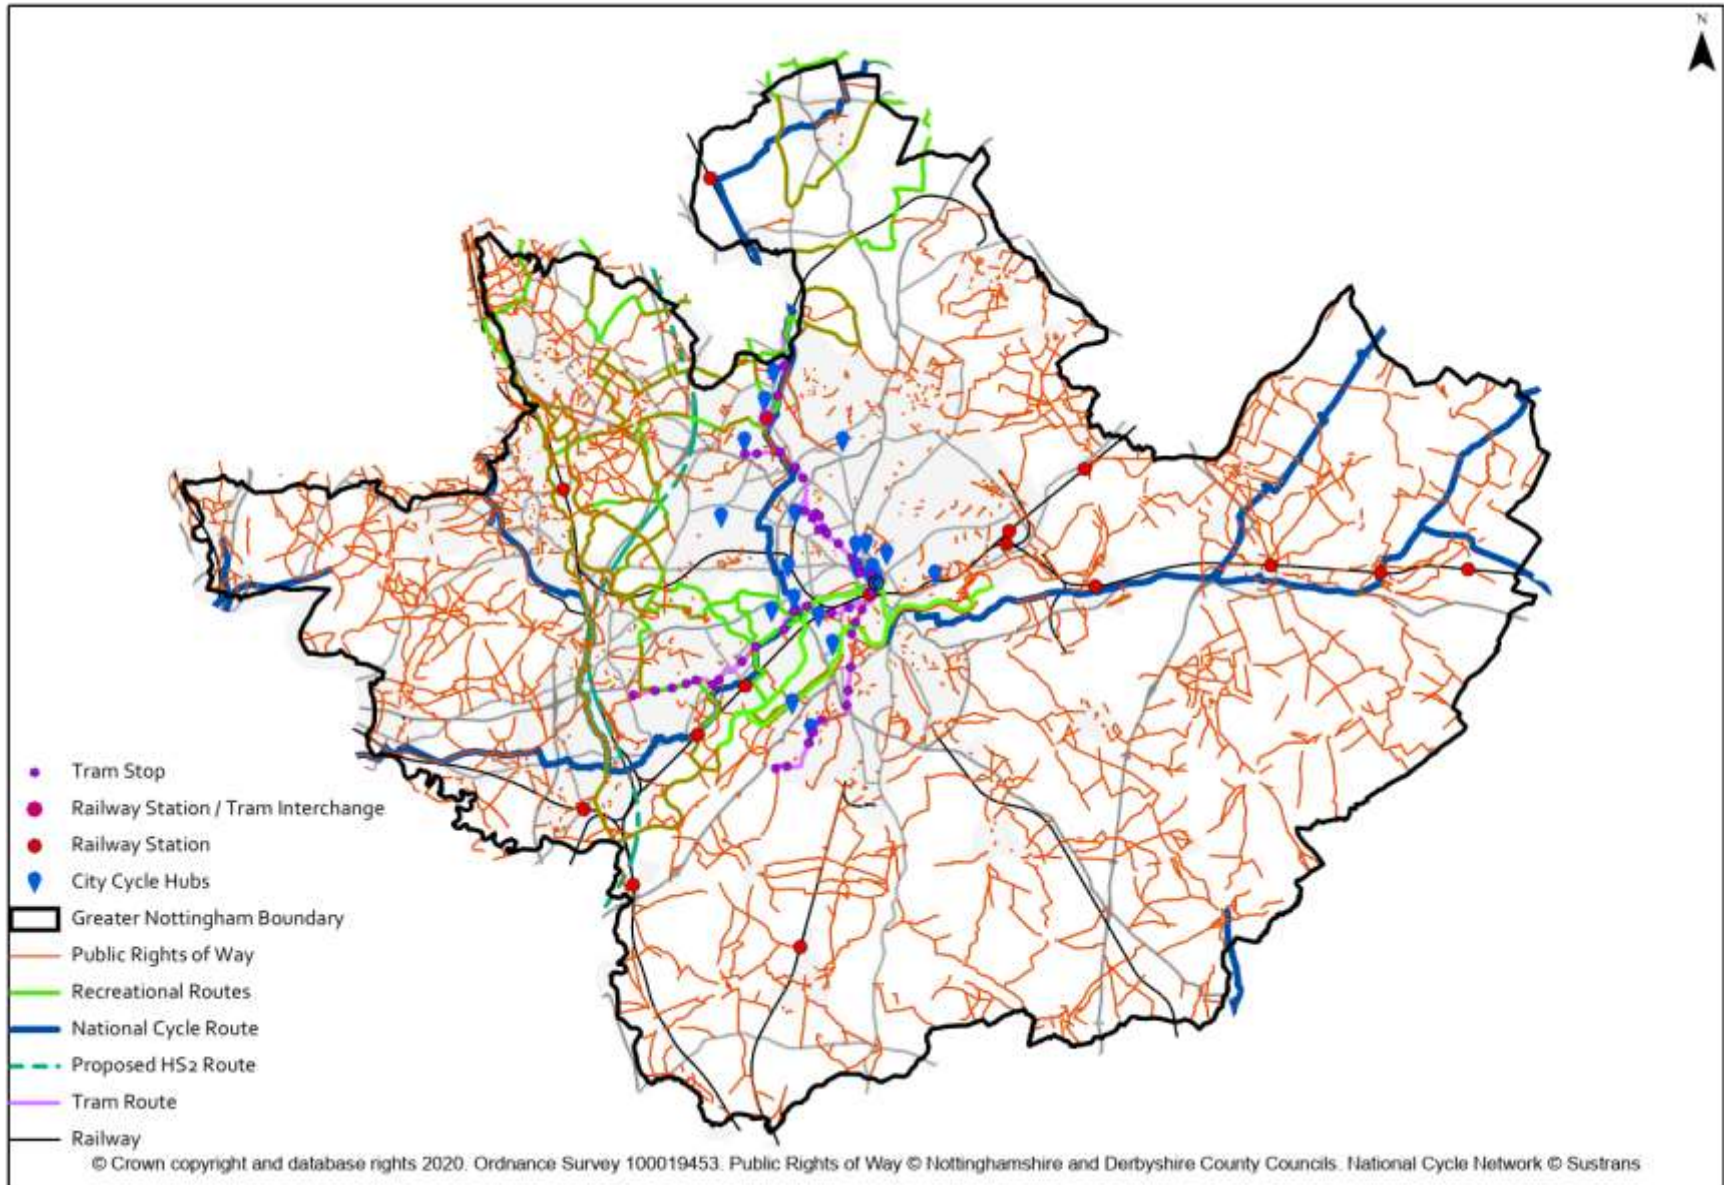 N
Tram Stop
Railway Station / Tram Interchange
Railway Station
City Cycle Hubs
Greater Nottingham Boundary
Public Rights of Way
Recreational Routes
National Cycle Route
Proposed HS2 Route
Tram Route
Railway
© Crown copyright and database rights 2020. Ordnance Survey 100019453. Public Rights of Way © Nottinghamshire and Derbyshire County Councils. National Cycle Network © Sustrans